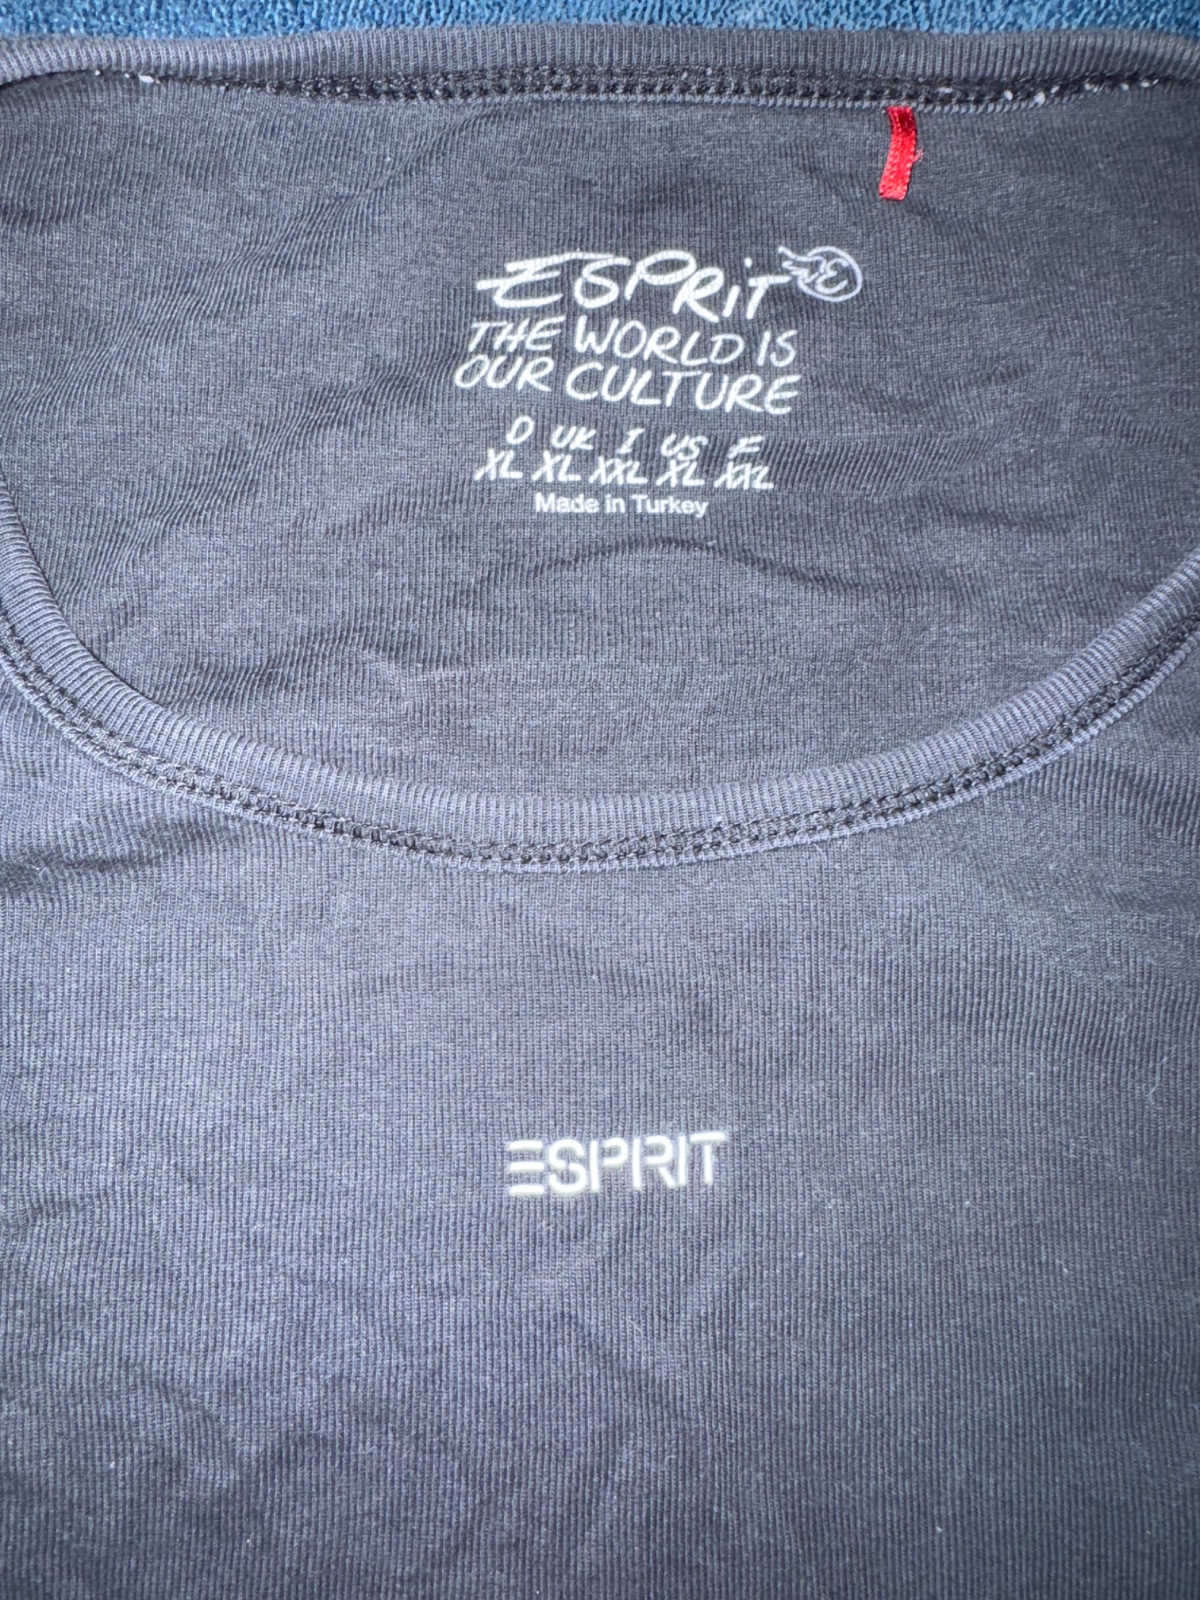 ESPRIT
THE WORLD IS
OUR CULTURE
D UK I US F
XL XL XXL XL XXL
Made in Turkey
ESPRIT